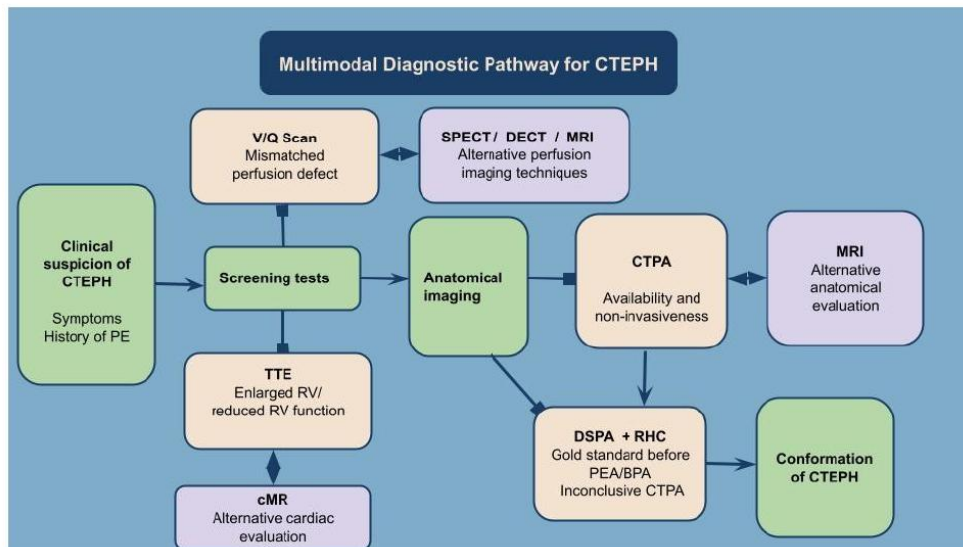 Multimodal Diagnostic Pathway for CTEPH
V/Q Scan
Mismatched
perfusion defect
SPECT / DECT / MRI
Alternative perfusion
imaging techniques
Clinical
suspicion of
CTEPH
Symptoms
History of PE
Screening tests
Anatomical
imaging
CTPA
Availability and
non-invasiveness
MRI
Alternative
anatomical
evaluation
TTE
Enlarged RV/
reduced RV function
DSPA + RHC
Gold standard before
PEA/BPA
Inconclusive CTPA
Conformation
of CTEPH
cMR
Alternative cardiac
evaluation